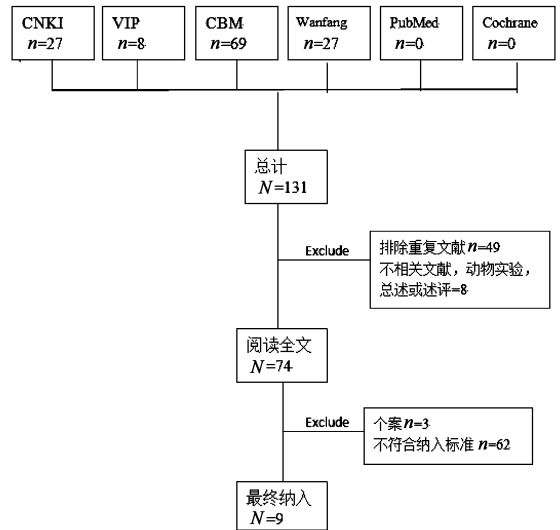 CNKI
n=27
VIP
n=8
CBM
n=69
Wanfang
n=27
PubMed
n=0
Cochrane
n=0
总计
N=131
Exclude
排除重复文献n=49
不相关文献，动物实验，
总述或述评=8
阅读全文
N=74
Exclude
个案n=3
不符合纳入标准 n=62
最终纳入
N=9